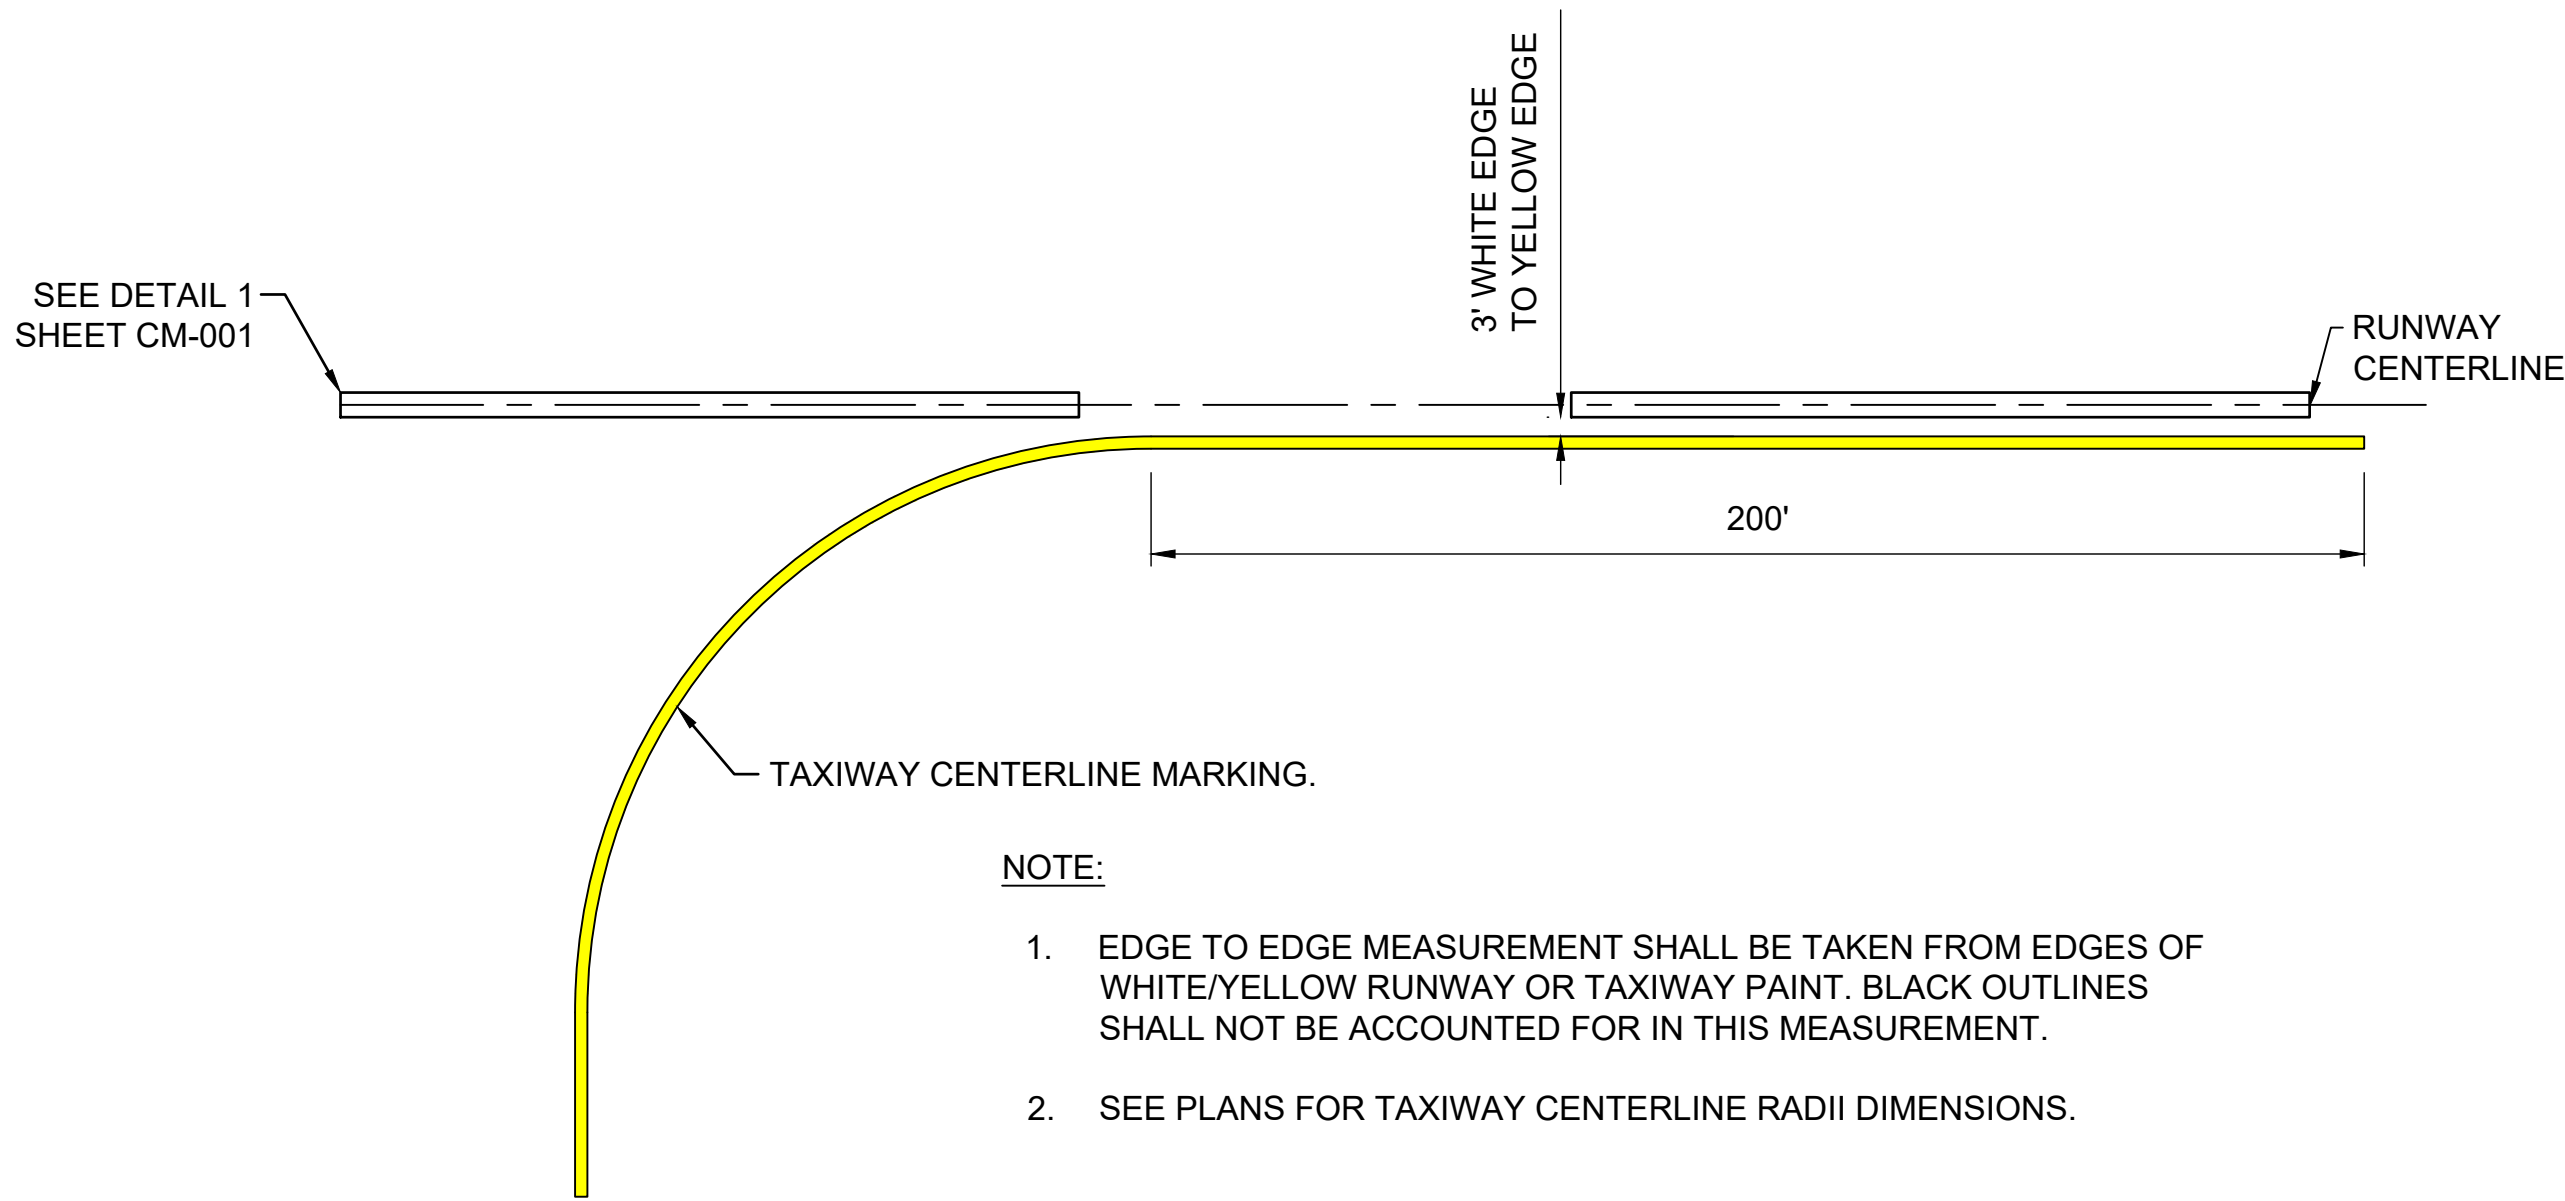 3' WHITE EDGE
TO YELLOW EDGE
SEE DETAIL 1
SHEET CM-001
RUNWAY
CENTERLINE
200'
TAXIWAY CENTERLINE MARKING.
NOTE:
1. EDGE TO EDGE MEASUREMENT SHALL BE TAKEN FROM EDGES OF
WHITE/YELLOW RUNWAY OR TAXIWAY PAINT. BLACK OUTLINES
SHALL NOT BE ACCOUNTED FOR IN THIS MEASUREMENT.
2. SEE PLANS FOR TAXIWAY CENTERLINE RADII DIMENSIONS.